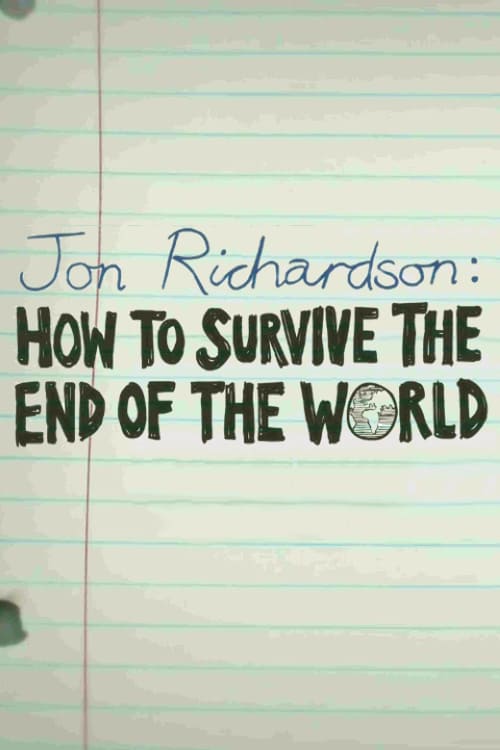 Jon Richardson:
HOW TO SURVIVE THE
END OF THE WORLD